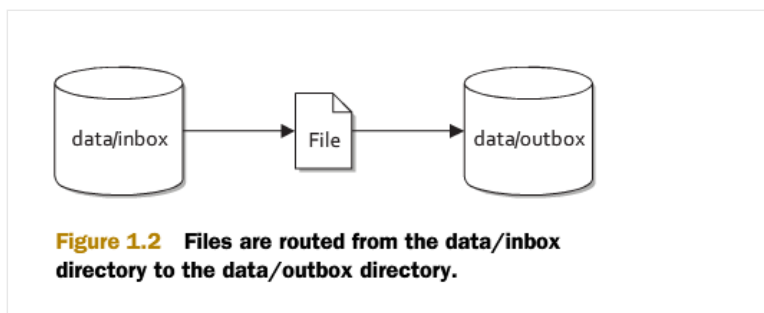 data/inbox
File
data/outbox
Figure 1.2 Files are routed from the data/inbox
directory to the data/outbox directory.